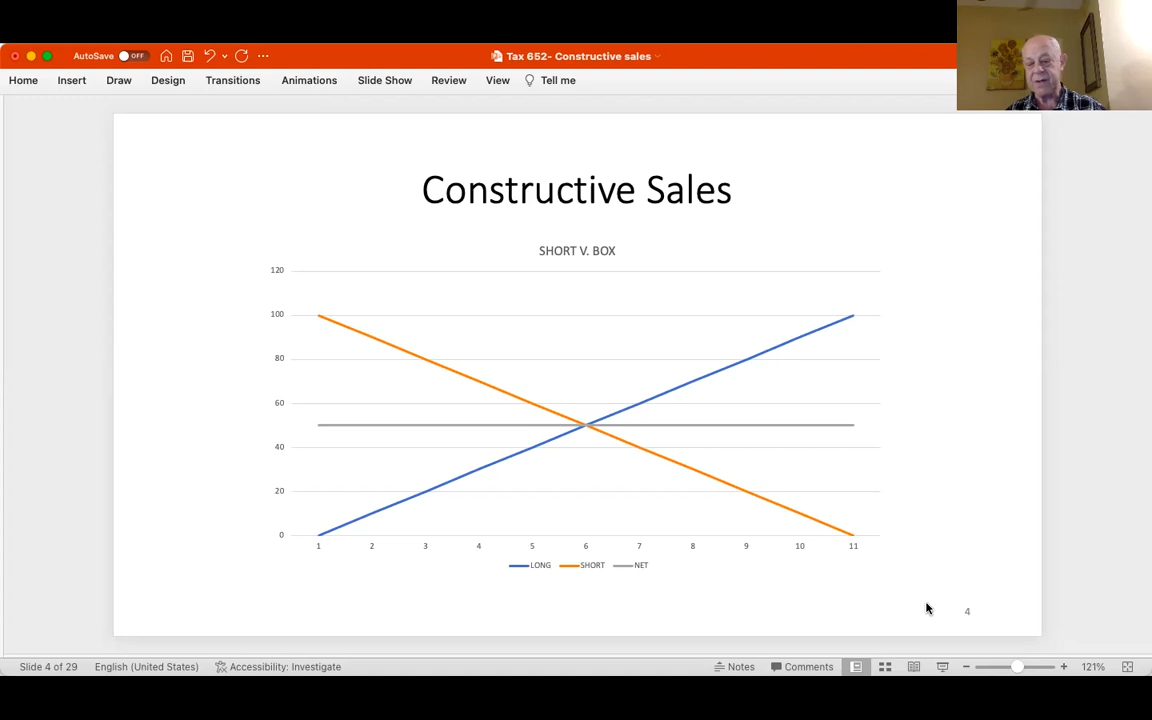 AutoSave OFF
Tax 652- Constructive sales
Home Insert Draw Design Transitions Animations Slide Show Review View Tell me
Constructive Sales
SHORT V. BOX
120
100
80
60
40
20
0
1 2 3 4 5 6 7 8 9 10 11
LONG SHORT NET
4
Slide 4 of 29 English (United States) Accessibility: Investigate Notes Comments 121%